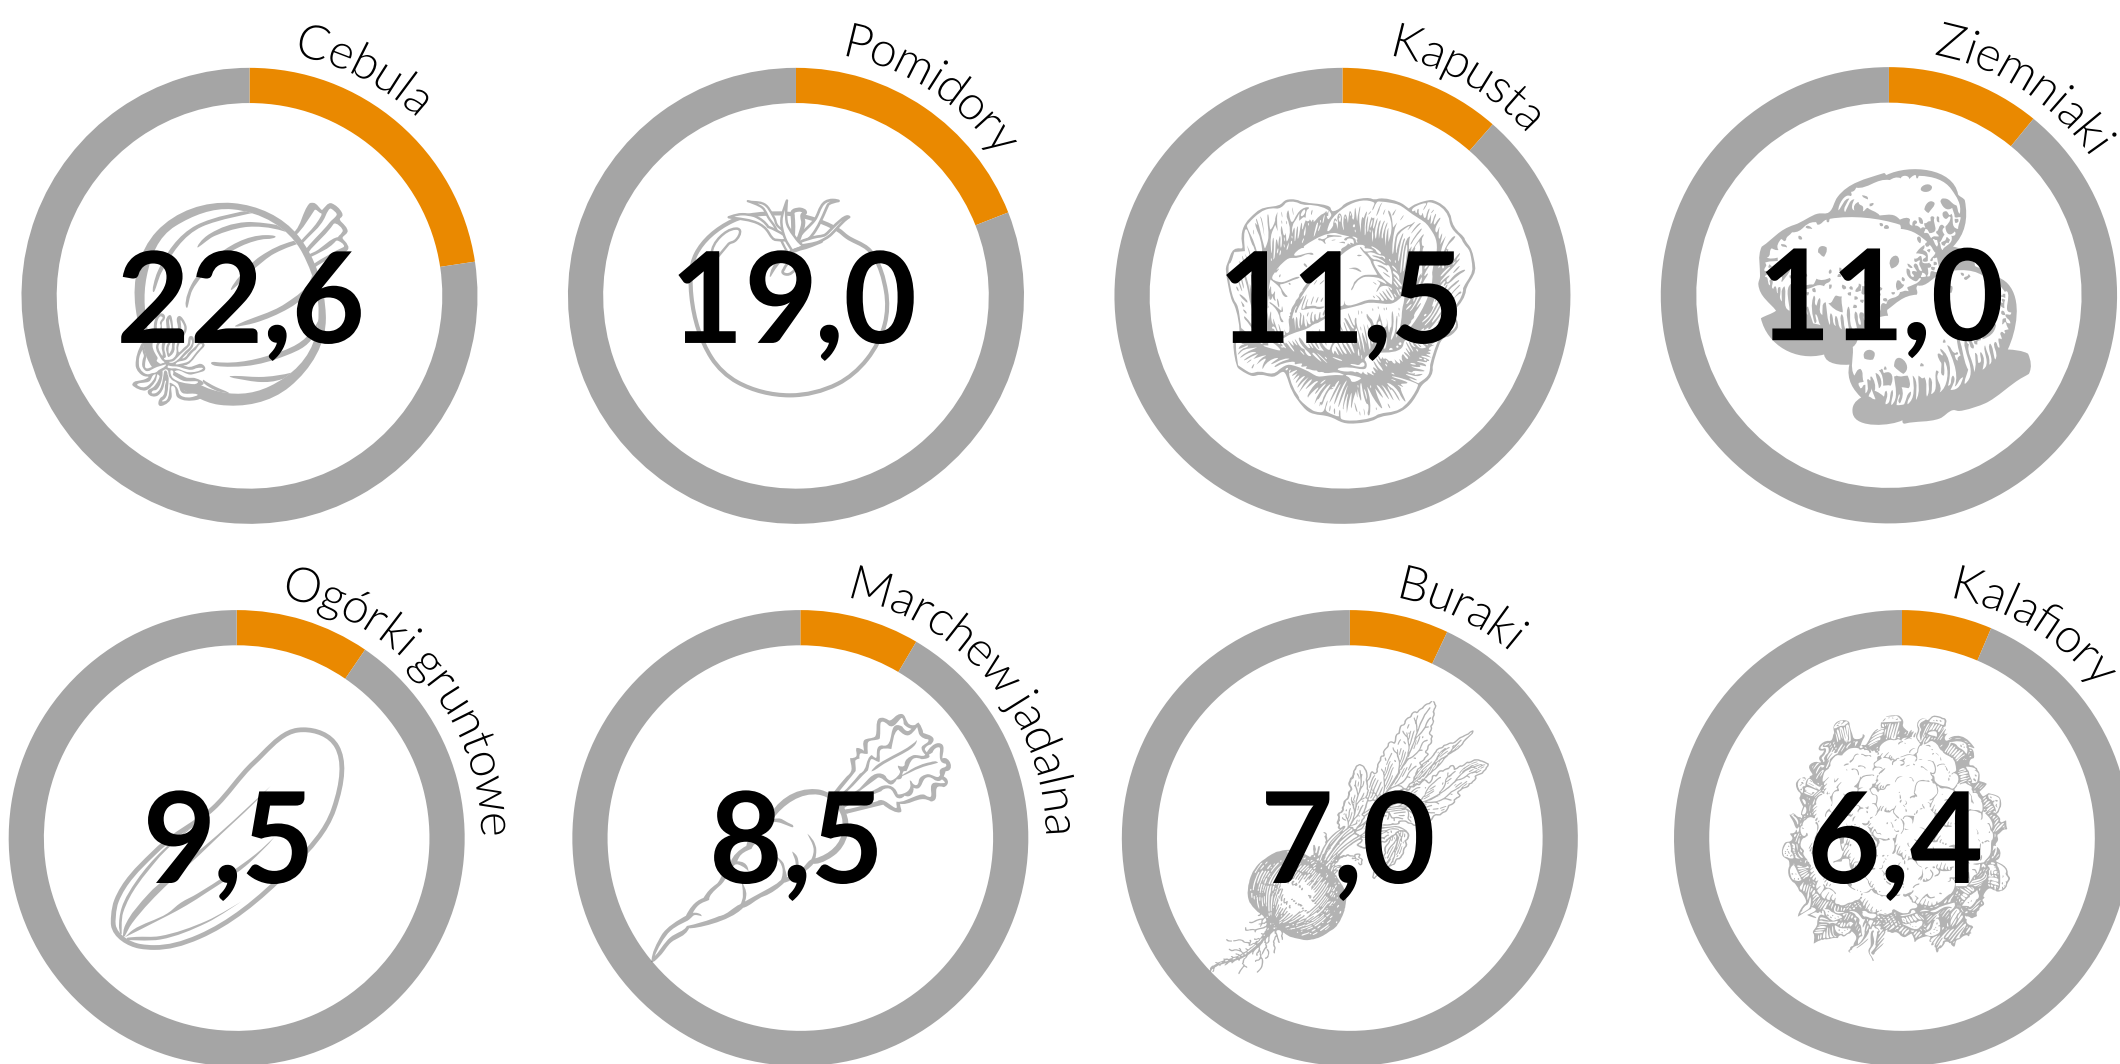 Cebula
22,6
Pomidory
19,0
Kapusta
11,5
Ziemniaki
11,0
Ogórki gruntowe
9,5
Marchew jadalna
8,5
Buraki
7,0
Kalafiory
6,4